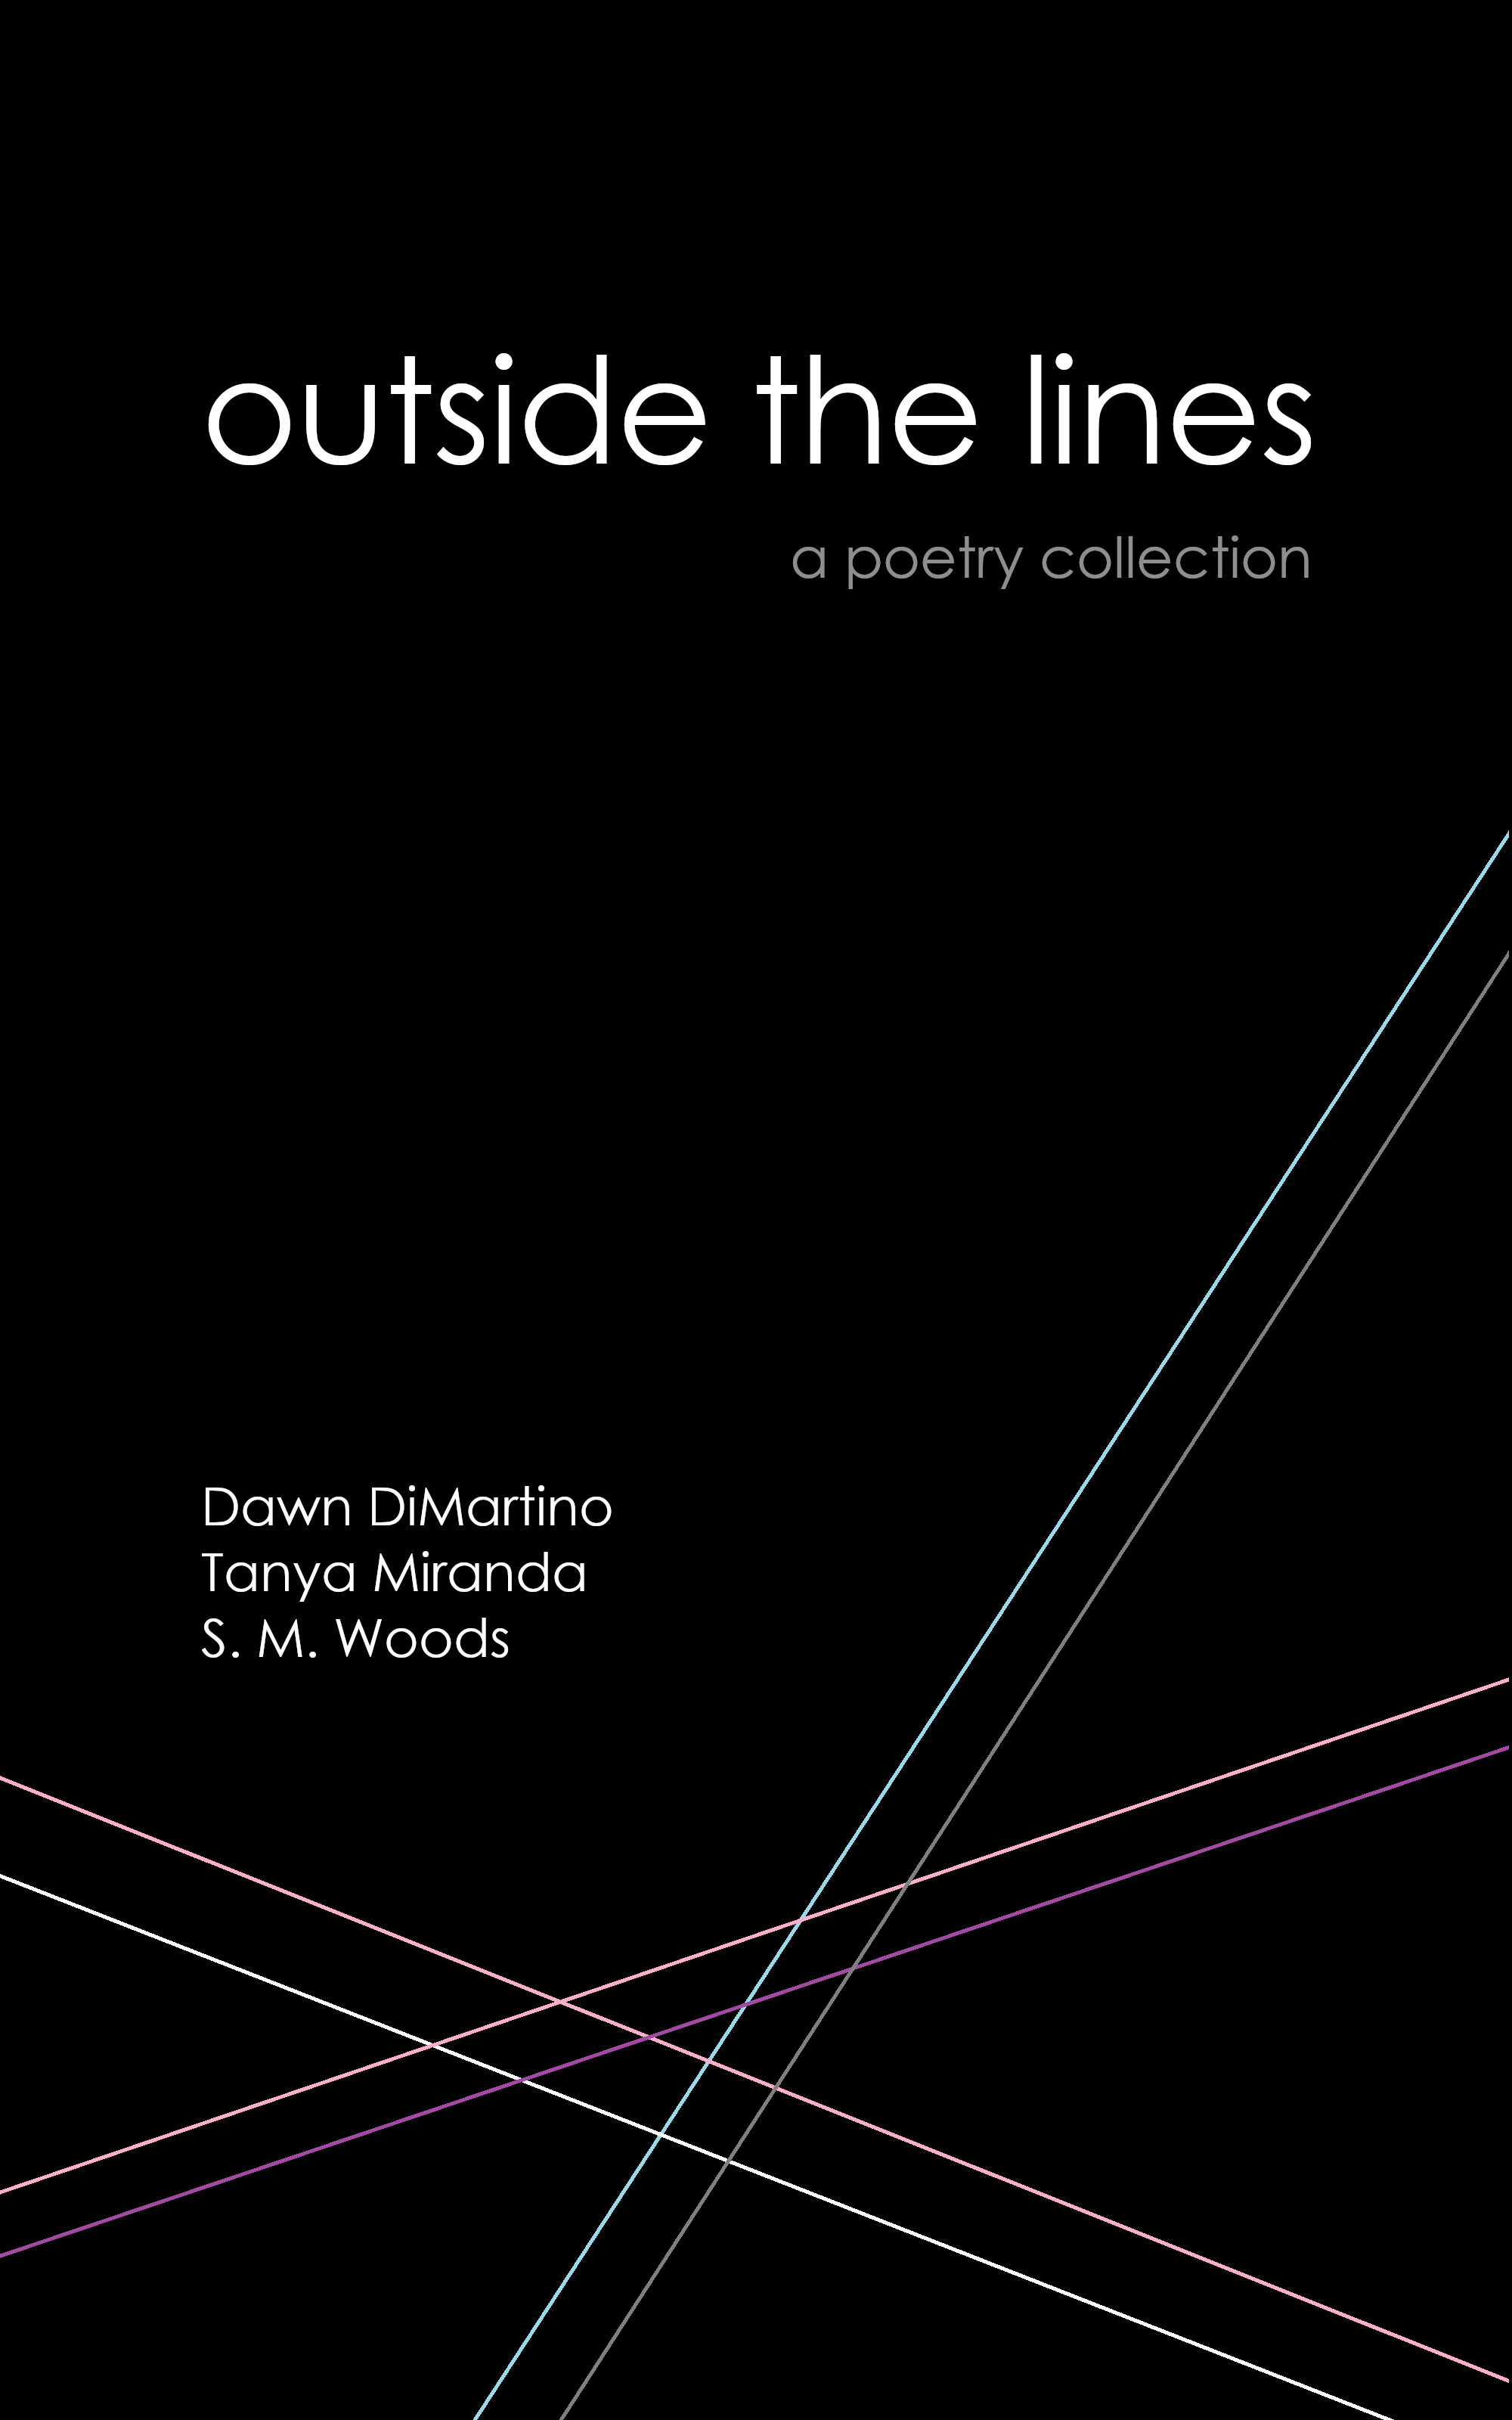 outside the lines
a poetry collection
Dawn DiMartino
Tanya Miranda
S. M. Woods